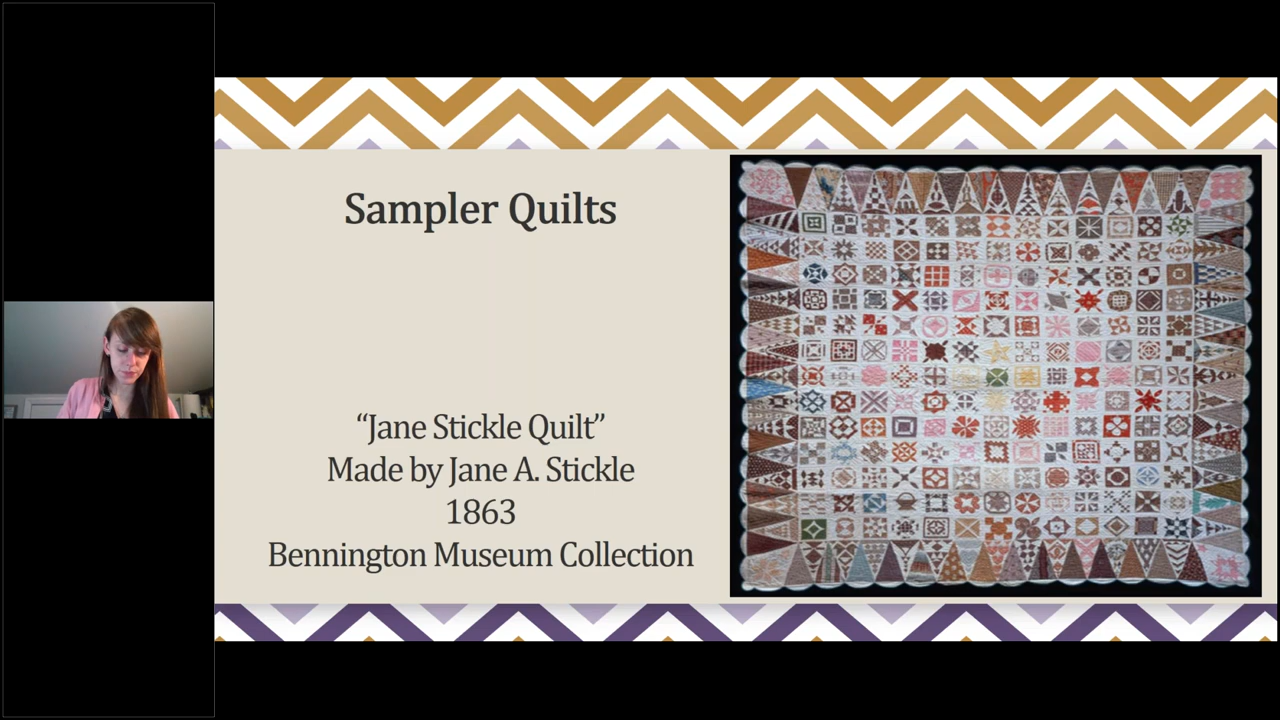 Sampler Quilts
“Jane Stickle Quilt”
Made by Jane A. Stickle
1863
Bennington Museum Collection